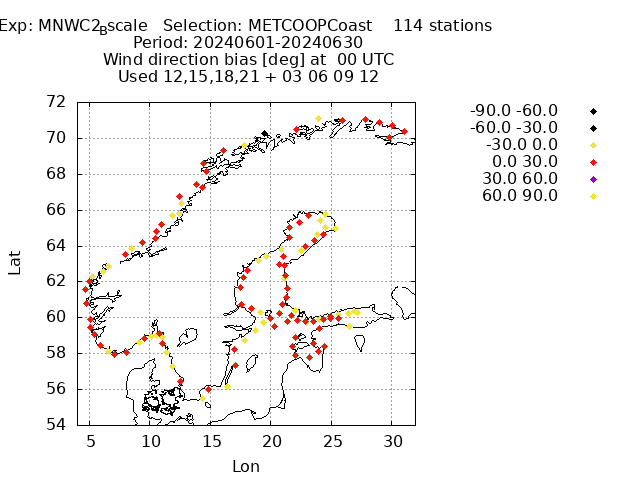 Exp: MNWC2Bscale   Selection: METCOOPCoast    114 stations
Period: 20240601-20240630
Wind direction bias [deg] at  00 UTC
Used 12,15,18,21 + 03 06 09 12
-90.0 -60.0
-60.0 -30.0
-30.0 0.0
0.0 30.0
30.0 60.0
60.0 90.0
72
70
68
66
64
62
60
58
56
54
Lat
5 10 15 20 25 30
Lon